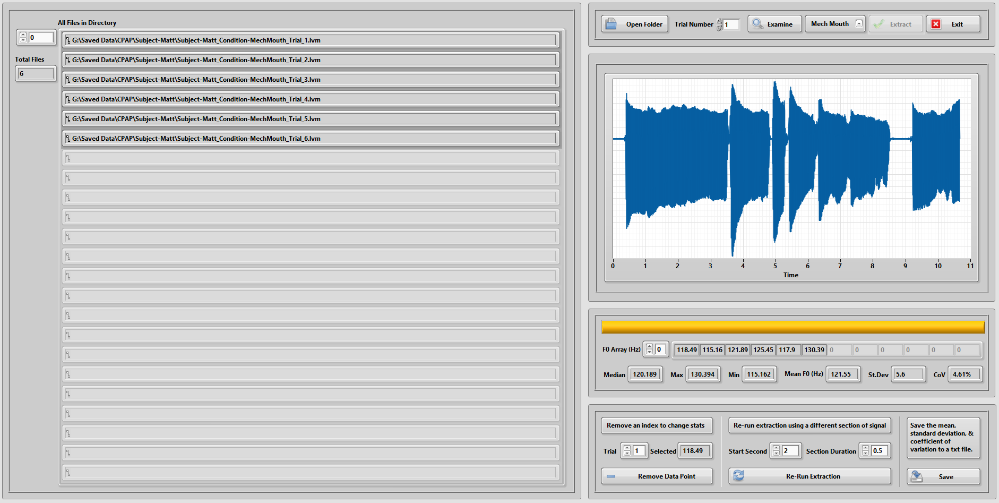 All Files in Directory
0
Total Files
6
G:\Saved Data\CPAP\Subject-Matt\Subject-Matt_Condition-MechMouth_Trial_1.lvm
G:\Saved Data\CPAP\Subject-Matt\Subject-Matt_Condition-MechMouth_Trial_2.lvm
G:\Saved Data\CPAP\Subject-Matt\Subject-Matt_Condition-MechMouth_Trial_3.lvm
G:\Saved Data\CPAP\Subject-Matt\Subject-Matt_Condition-MechMouth_Trial_4.lvm
G:\Saved Data\CPAP\Subject-Matt\Subject-Matt_Condition-MechMouth_Trial_5.lvm
G:\Saved Data\CPAP\Subject-Matt\Subject-Matt_Condition-MechMouth_Trial_6.lvm
Open Folder Trial Number 1 Examine Mech Mouth Extract Exit
0 1 2 3 4 5 6 7 8 9 10 11
Time
F0 Array (Hz) 0 118.49 115.16 121.89 125.45 117.9 130.39 0 0 0 0 0 0
Median 120.189 Max 130.394 Min 115.162 Mean F0 (Hz) 121.55 St.Dev 5.6 CoV 4.61%
Remove an index to change stats
Trial 1 Selected 118.49
Remove Data Point
Re-run extraction using a different section of signal
Start Second 2 Section Duration 0.5
Re-Run Extraction
Save the mean,
standard deviation, &
coefficient of
variation to a txt file.
Save